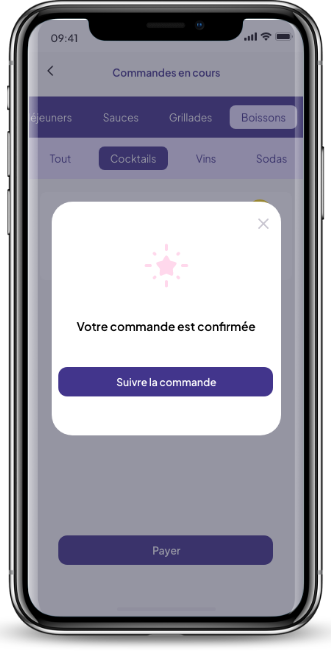 09:41
Commandes en cours
éjeuners Sauces Grillades Boissons
Tout Cocktails Vins Sodas
Votre commande est confirmée
Suivre la commande
Payer